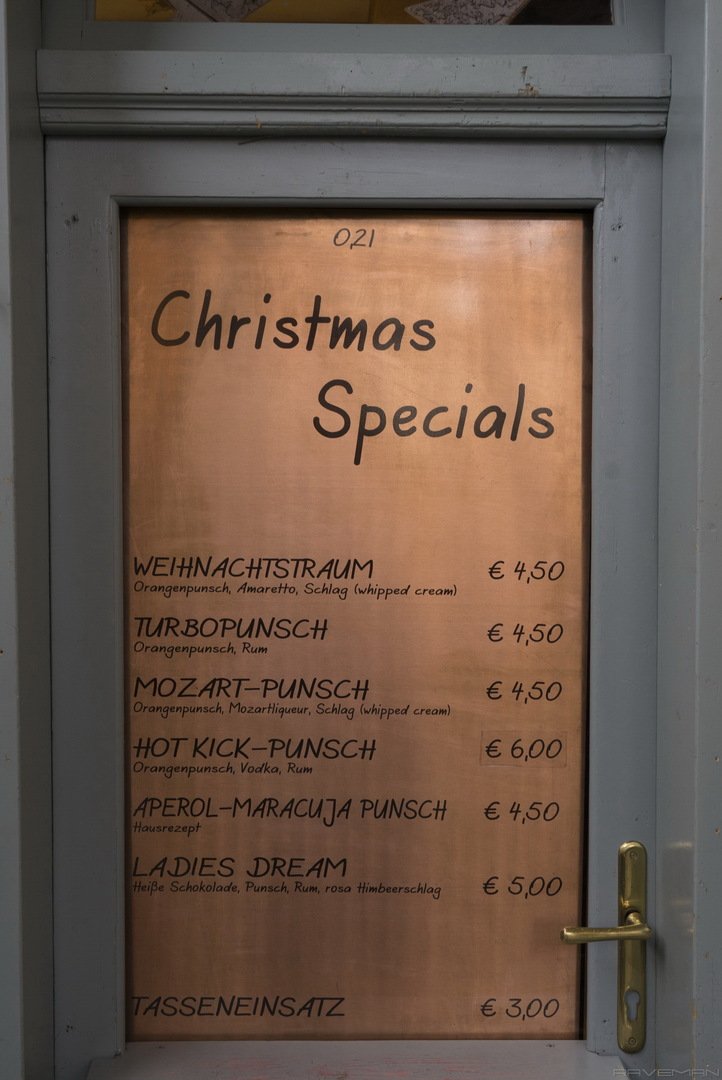 0,2l
Christmas
Specials
WEIHNACHTSTRAUM € 4,50
Orangenpunsch, Amaretto, Schlag (whipped cream)
TURBOPUNSCH € 4,50
Orangenpunsch, Rum
MOZART-PUNSCH € 4,50
Orangenpunsch, Mozartliqueur, Schlag (whipped cream)
HOT KICK-PUNSCH € 6,00
Orangenpunsch, Vodka, Rum
APEROL-MARACUJA PUNSCH € 4,50
Hausrezept
LADIES DREAM € 5,00
Heiße Schokolade, Punsch, Rum, rosa Himbeerschlag
TASSENEINSATZ € 3,00
RAVEMAN